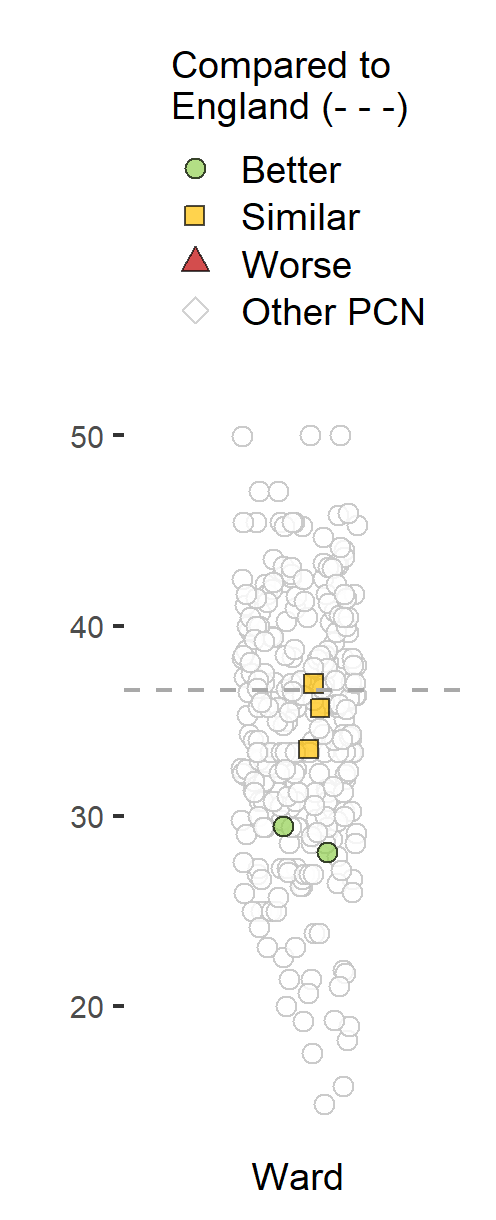 Compared to
England (- - -)
Better
Similar
Worse
Other PCN
50
40
30
20
Ward